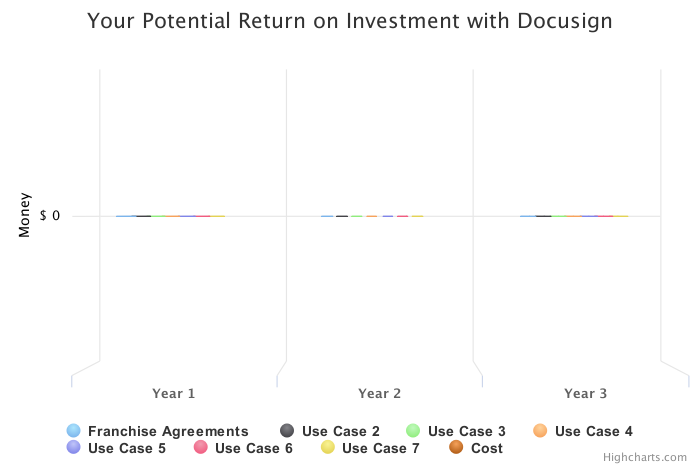 Your Potential Return on Investment with Docusign
Money
$ 0
Year 1 Year 2 Year 3
Franchise Agreements Use Case 2 Use Case 3 Use Case 4
Use Case 5 Use Case 6 Use Case 7 Cost
Highcharts.com